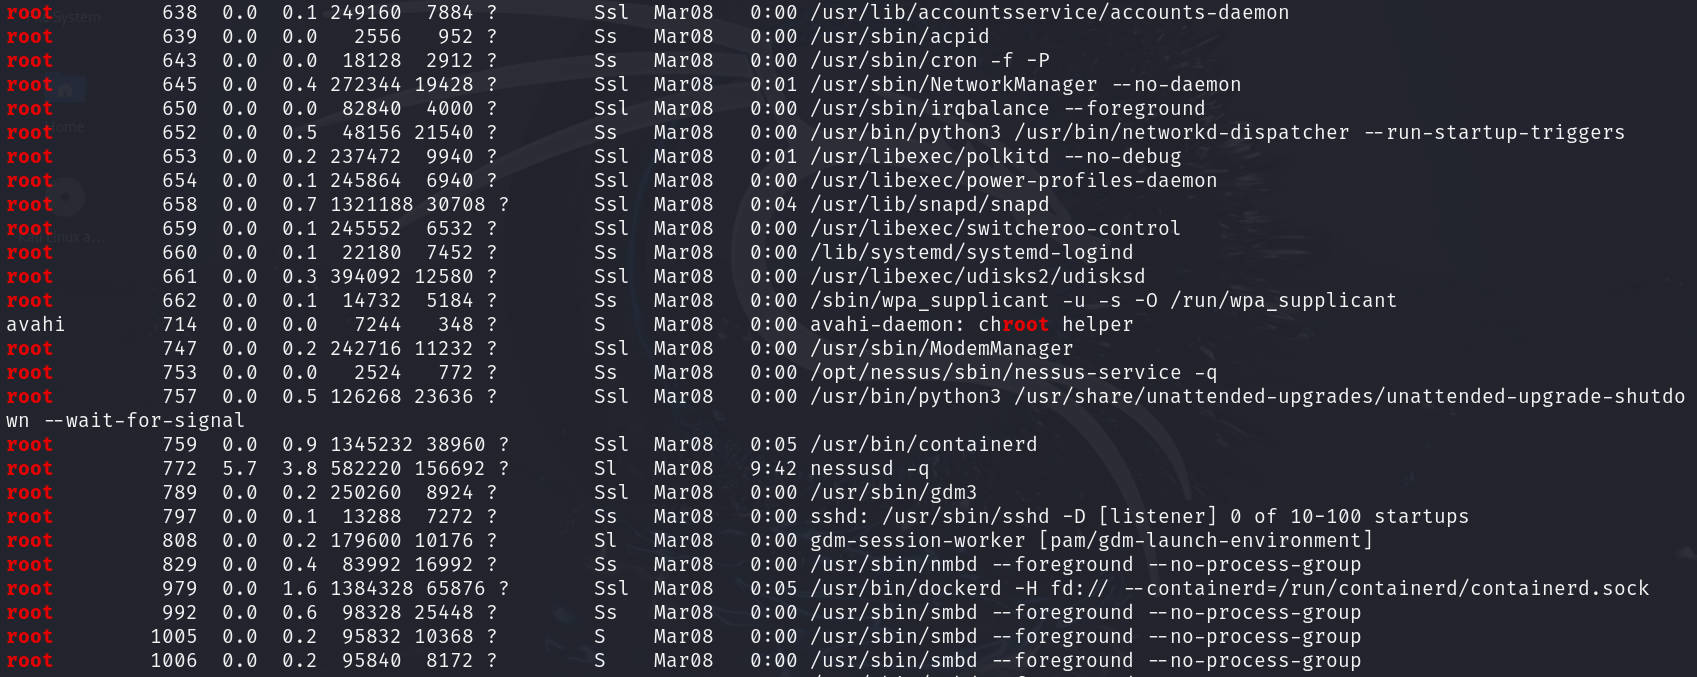 root 638 0.0 0.1 249160 7884 ? Ssl Mar08 0:00 /usr/lib/accountsservice/accounts-daemon
root 639 0.0 0.0 2556 952 ? Ss Mar08 0:00 /usr/sbin/acpid
root 643 0.0 0.0 18128 2912 ? Ss Mar08 0:00 /usr/sbin/cron -f -P
root 645 0.0 0.4 272344 19428 ? Ssl Mar08 0:01 /usr/sbin/NetworkManager --no-daemon
root 650 0.0 0.0 82840 4000 ? Ssl Mar08 0:00 /usr/sbin/irqbalance --foreground
root 652 0.0 0.5 48156 21540 ? Ss Mar08 0:00 /usr/bin/python3 /usr/bin/networkd-dispatcher --run-startup-triggers
root 653 0.0 0.2 237472 9940 ? Ssl Mar08 0:01 /usr/libexec/polkitd --no-debug
root 654 0.0 0.1 245864 6940 ? Ssl Mar08 0:00 /usr/libexec/power-profiles-daemon
root 658 0.0 0.7 1321188 30708 ? Ssl Mar08 0:04 /usr/lib/snapd/snapd
root 659 0.0 0.1 245552 6532 ? Ssl Mar08 0:00 /usr/libexec/switcheroo-control
root 660 0.0 0.1 22180 7452 ? Ss Mar08 0:00 /lib/systemd/systemd-logind
root 661 0.0 0.3 394092 12580 ? Ssl Mar08 0:00 /usr/libexec/udisks2/udisksd
root 662 0.0 0.1 14732 5184 ? Ss Mar08 0:00 /sbin/wpa_supplicant -u -s -O /run/wpa_supplicant
avahi 714 0.0 0.0 7244 348 ? S Mar08 0:00 avahi-daemon: chroot helper
root 747 0.0 0.2 242716 11232 ? Ssl Mar08 0:00 /usr/sbin/ModemManager
root 753 0.0 0.0 2524 772 ? Ss Mar08 0:00 /opt/nessus/sbin/nessus-service -q
root 757 0.0 0.5 126268 23636 ? Ssl Mar08 0:00 /usr/bin/python3 /usr/share/unattended-upgrades/unattended-upgrade-shutdo
wn --wait-for-signal
root 759 0.0 0.9 1345232 38960 ? Ssl Mar08 0:05 /usr/bin/containerd
root 772 5.7 3.8 582220 156692 ? Sl Mar08 9:42 nessusd -q
root 789 0.0 0.2 250260 8924 ? Ssl Mar08 0:00 /usr/sbin/gdm3
root 797 0.0 0.1 13288 7272 ? Ss Mar08 0:00 sshd: /usr/sbin/sshd -D [listener] 0 of 10-100 startups
root 808 0.0 0.2 179600 10176 ? Sl Mar08 0:00 gdm-session-worker [pam/gdm-launch-environment]
root 829 0.0 0.4 83992 16992 ? Ss Mar08 0:00 /usr/sbin/nmbd --foreground --no-process-group
root 979 0.0 1.6 1384328 65876 ? Ssl Mar08 0:05 /usr/bin/dockerd -H fd:// --containerd=/run/containerd/containerd.sock
root 992 0.0 0.6 98328 25448 ? Ss Mar08 0:00 /usr/sbin/smbd --foreground --no-process-group
root 1005 0.0 0.2 95832 10368 ? S Mar08 0:00 /usr/sbin/smbd --foreground --no-process-group
root 1006 0.0 0.2 95840 8172 ? S Mar08 0:00 /usr/sbin/smbd --foreground --no-process-group